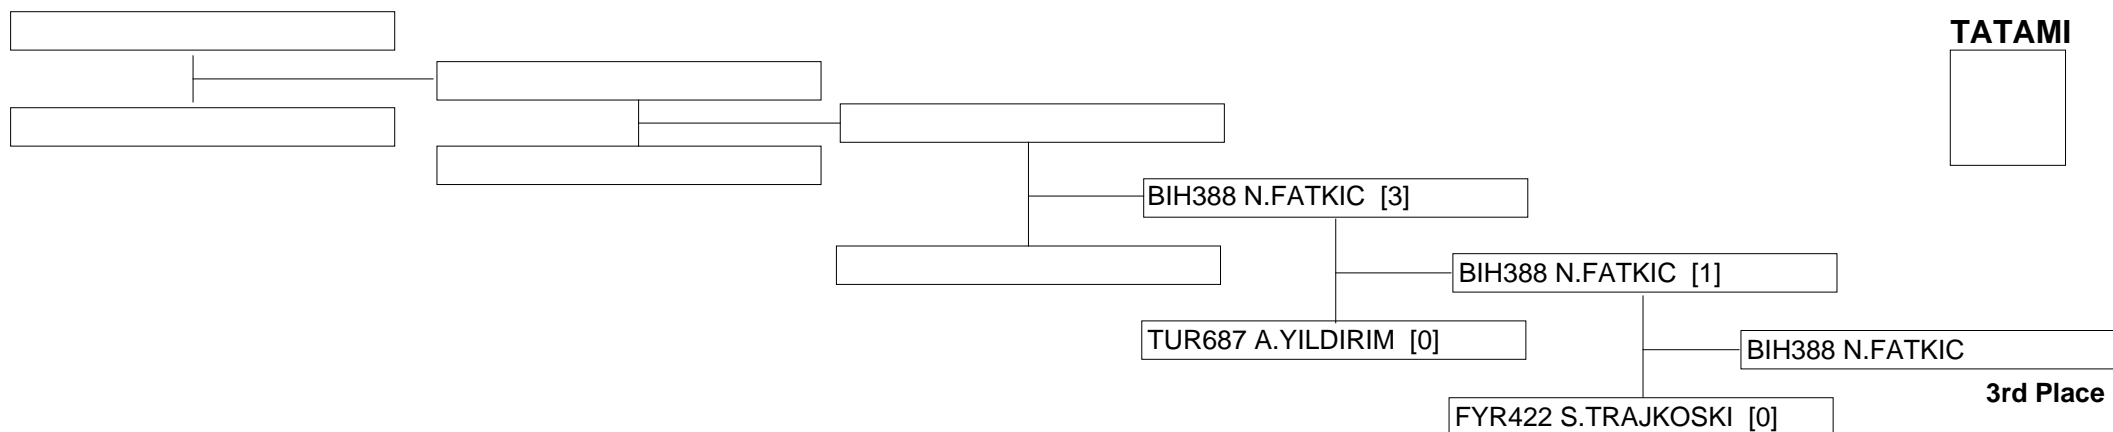 TATAMI
BIH388 N.FATKIC [3]
BIH388 N.FATKIC [1]
TUR687 A.YILDIRIM [0]
BIH388 N.FATKIC
3rd Place
FYR422 S.TRAJKOSKI [0]